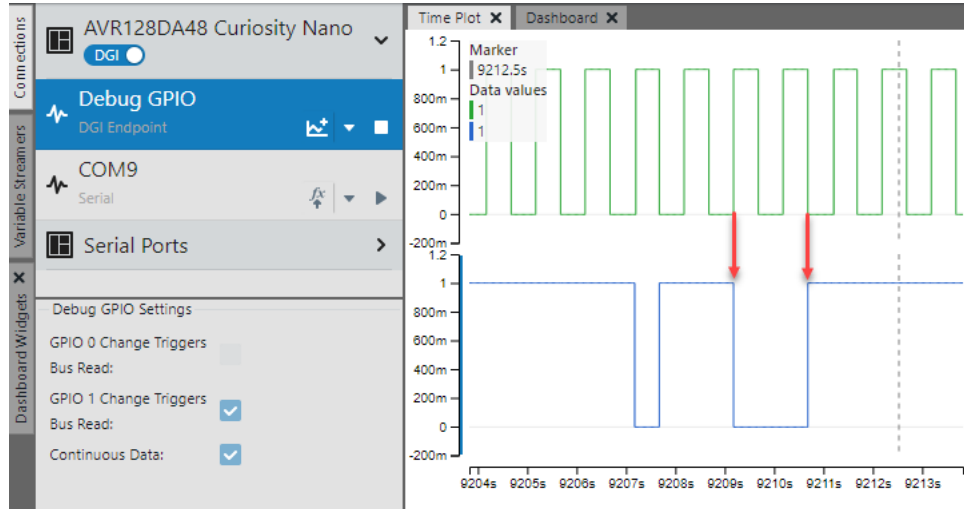 Connections
Variable Streamers
Dashboard Widgets
AVR128DA48 Curiosity Nano
DGI
Debug GPIO
DGI Endpoint
COM9
Serial
fx
Serial Ports
Debug GPIO Settings
GPIO 0 Change Triggers
Bus Read:
GPIO 1 Change Triggers
Bus Read:
Continuous Data:
Time Plot
Dashboard
Marker
9212.5s
Data values
1
1
1.2
1
800m
600m
400m
200m
0
-200m
1.2
1
800m
600m
400m
200m
0
-200m
9204s 9205s 9206s 9207s 9208s 9209s 9210s 9211s 9212s 9213s